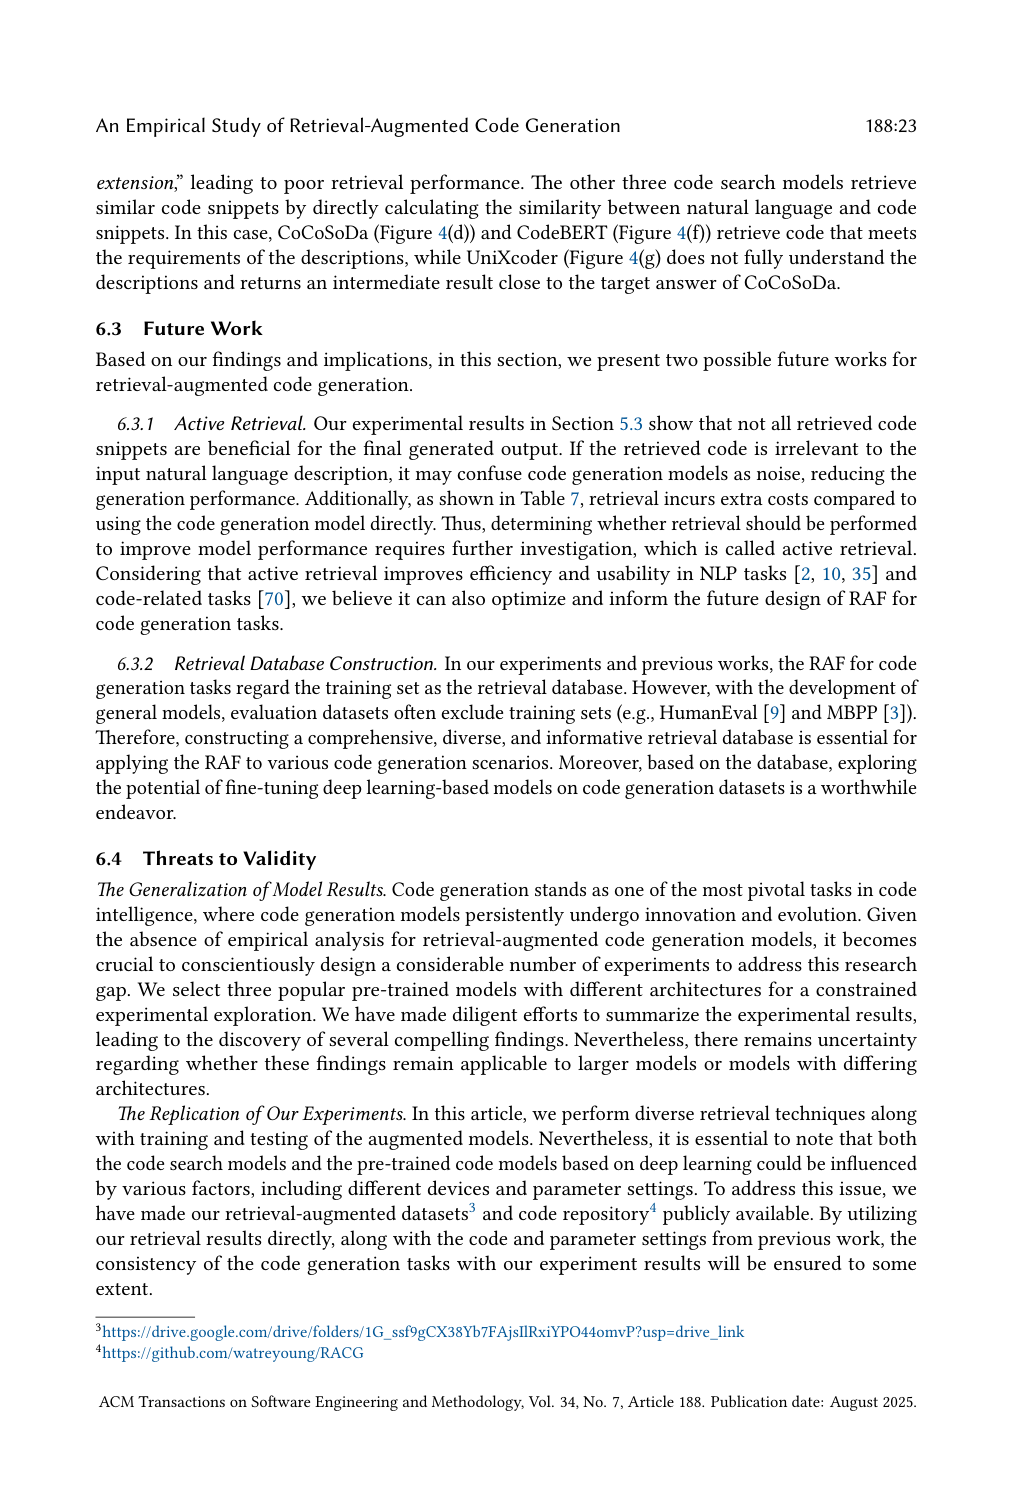 An Empirical Study of Retrieval-Augmented Code Generation 188:23
extension,” leading to poor retrieval performance. The other three code search models retrieve
similar code snippets by directly calculating the similarity between natural language and code
snippets. In this case, CoCoSoDa (Figure 4(d)) and CodeBERT (Figure 4(f)) retrieve code that meets
the requirements of the descriptions, while UniXcoder (Figure 4(g) does not fully understand the
descriptions and returns an intermediate result close to the target answer of CoCoSoDa.
6.3 Future Work
Based on our findings and implications, in this section, we present two possible future works for
retrieval-augmented code generation.
6.3.1 Active Retrieval. Our experimental results in Section 5.3 show that not all retrieved code
snippets are beneficial for the final generated output. If the retrieved code is irrelevant to the
input natural language description, it may confuse code generation models as noise, reducing the
generation performance. Additionally, as shown in Table 7, retrieval incurs extra costs compared to
using the code generation model directly. Thus, determining whether retrieval should be performed
to improve model performance requires further investigation, which is called active retrieval.
Considering that active retrieval improves efficiency and usability in NLP tasks [2, 10, 35] and
code-related tasks [70], we believe it can also optimize and inform the future design of RAF for
code generation tasks.
6.3.2 Retrieval Database Construction. In our experiments and previous works, the RAF for code
generation tasks regard the training set as the retrieval database. However, with the development of
general models, evaluation datasets often exclude training sets (e.g., HumanEval [9] and MBPP [3]).
Therefore, constructing a comprehensive, diverse, and informative retrieval database is essential for
applying the RAF to various code generation scenarios. Moreover, based on the database, exploring
the potential of fine-tuning deep learning-based models on code generation datasets is a worthwhile
endeavor.
6.4 Threats to Validity
The Generalization of Model Results. Code generation stands as one of the most pivotal tasks in code
intelligence, where code generation models persistently undergo innovation and evolution. Given
the absence of empirical analysis for retrieval-augmented code generation models, it becomes
crucial to conscientiously design a considerable number of experiments to address this research
gap. We select three popular pre-trained models with different architectures for a constrained
experimental exploration. We have made diligent efforts to summarize the experimental results,
leading to the discovery of several compelling findings. Nevertheless, there remains uncertainty
regarding whether these findings remain applicable to larger models or models with differing
architectures.
The Replication of Our Experiments. In this article, we perform diverse retrieval techniques along
with training and testing of the augmented models. Nevertheless, it is essential to note that both
the code search models and the pre-trained code models based on deep learning could be influenced
by various factors, including different devices and parameter settings. To address this issue, we
have made our retrieval-augmented datasets3 and code repository4 publicly available. By utilizing
our retrieval results directly, along with the code and parameter settings from previous work, the
consistency of the code generation tasks with our experiment results will be ensured to some
extent.
3https://drive.google.com/drive/folders/1G_ssf9gCX38Yb7FAjsIlRxiYPO44omvP?usp=drive_link
4https://github.com/watreyoung/RACG
ACM Transactions on Software Engineering and Methodology, Vol. 34, No. 7, Article 188. Publication date: August 2025.